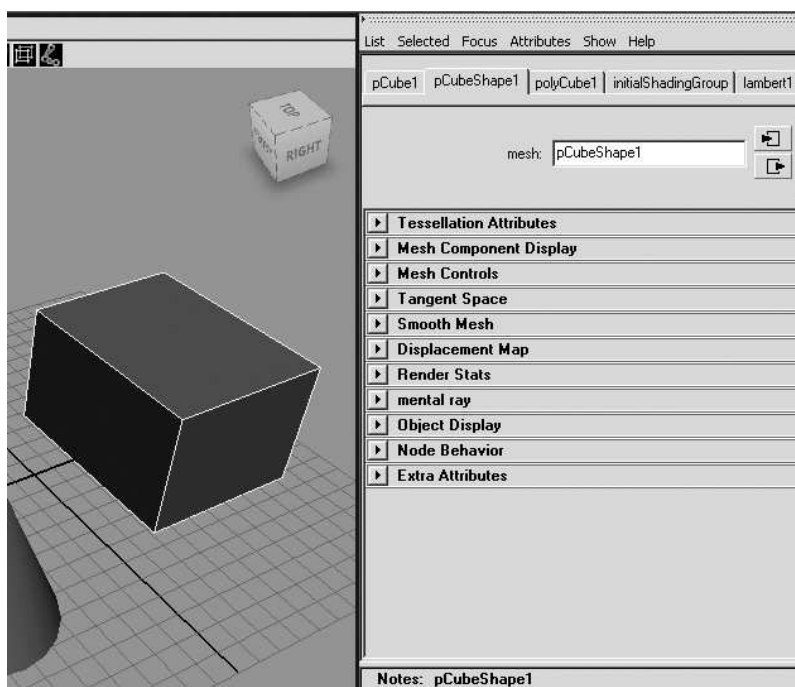 List Selected Focus Attributes Show Help
pCube1 pCubeShape1 polyCube1 initialShadingGroup lambert1
TOP
RIGHT
mesh: pCubeShape1
Tessellation Attributes
Mesh Component Display
Mesh Controls
Tangent Space
Smooth Mesh
Displacement Map
Render Stats
mental ray
Object Display
Node Behavior
Extra Attributes
Notes: pCubeShape1